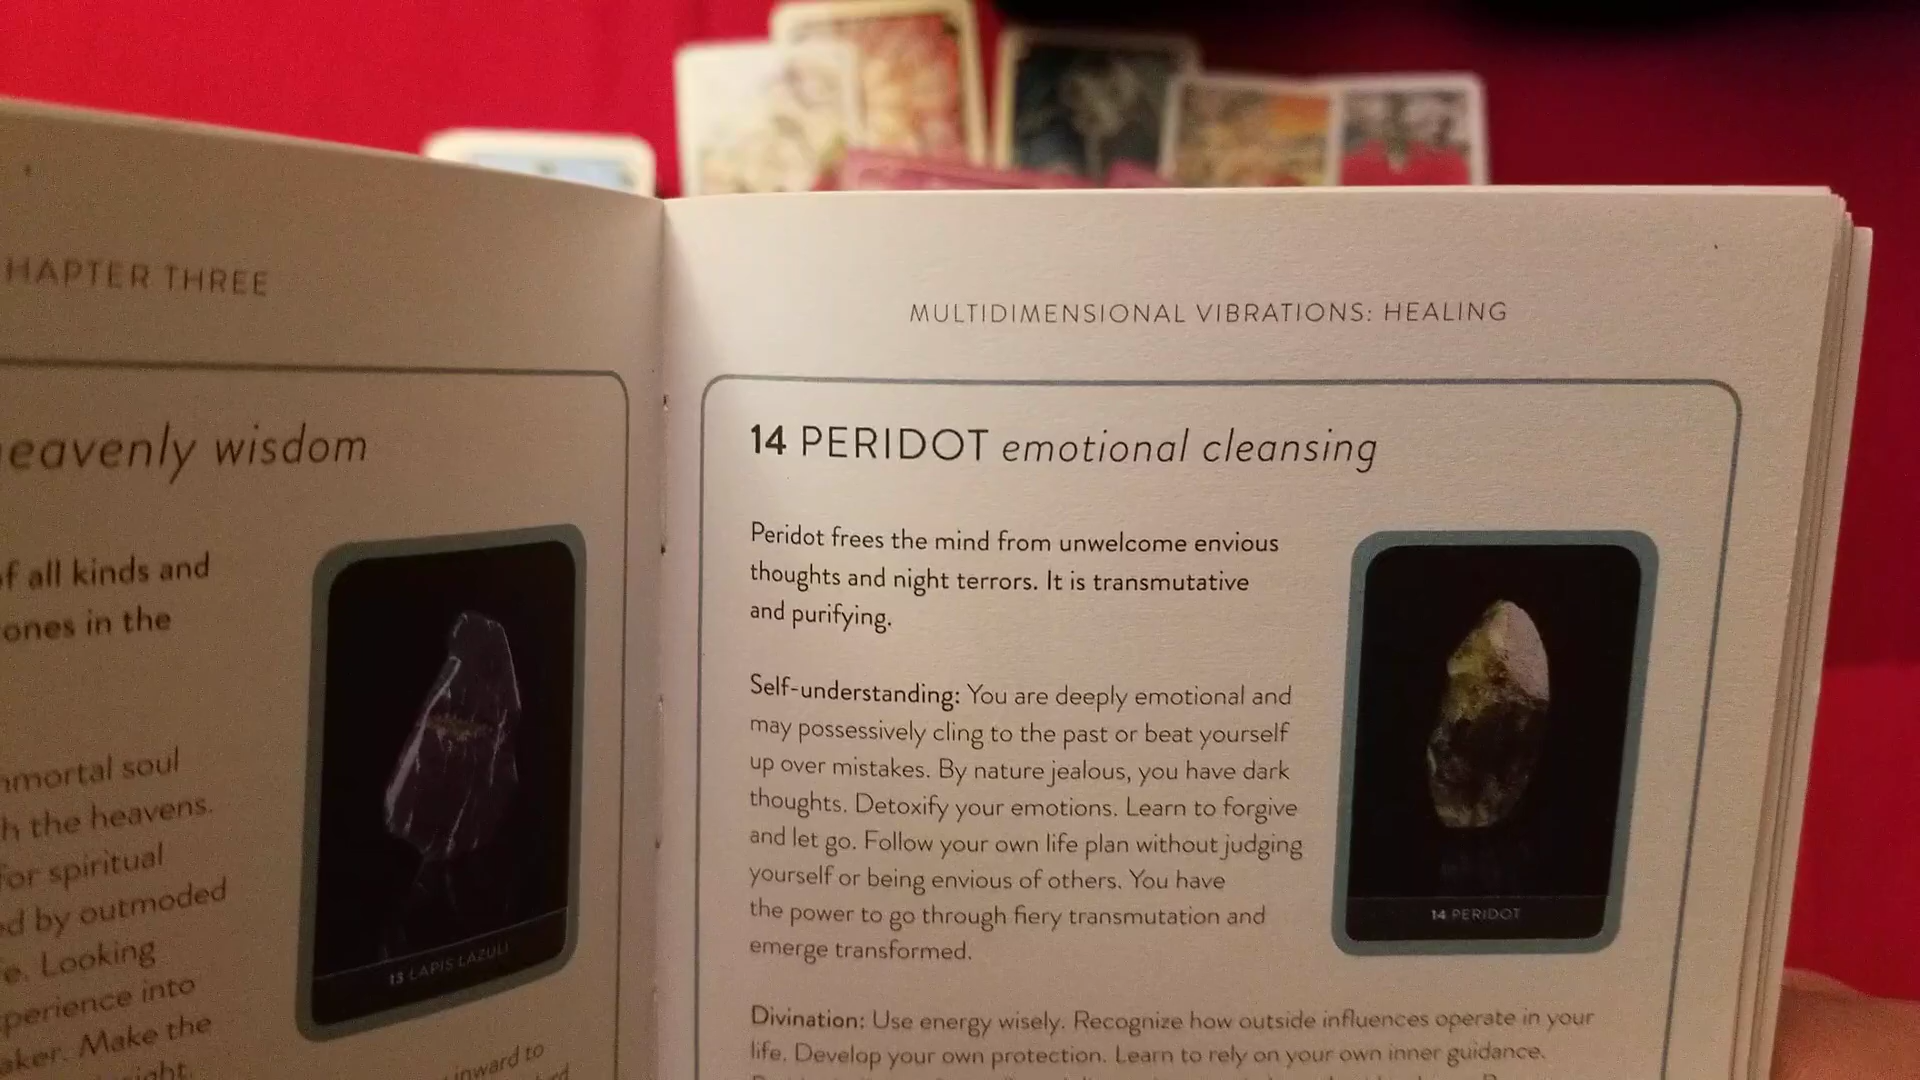 HAPTER THREE
eavenly wisdom
f all kinds and
ones in the
mmortal soul
h the heavens.
for spiritual
ed by outmoded
e. Looking
perience into
aker. Make the
ight.
inward to
13 LAPIS LAZULI
MULTIDIMENSIONAL VIBRATIONS: HEALING
14 PERIDOT emotional cleansing
Peridot frees the mind from unwelcome envious
thoughts and night terrors. It is transmutative
and purifying.
Self-understanding: You are deeply emotional and
may possessively cling to the past or beat yourself
up over mistakes. By nature jealous, you have dark
thoughts. Detoxify your emotions. Learn to forgive
and let go. Follow your own life plan without judging
yourself or being envious of others. You have
the power to go through fiery transmutation and
emerge transformed.
14 PERIDOT
Divination: Use energy wisely. Recognize how outside influences operate in your
life. Develop your own protection. Learn to rely on your own inner guidance.